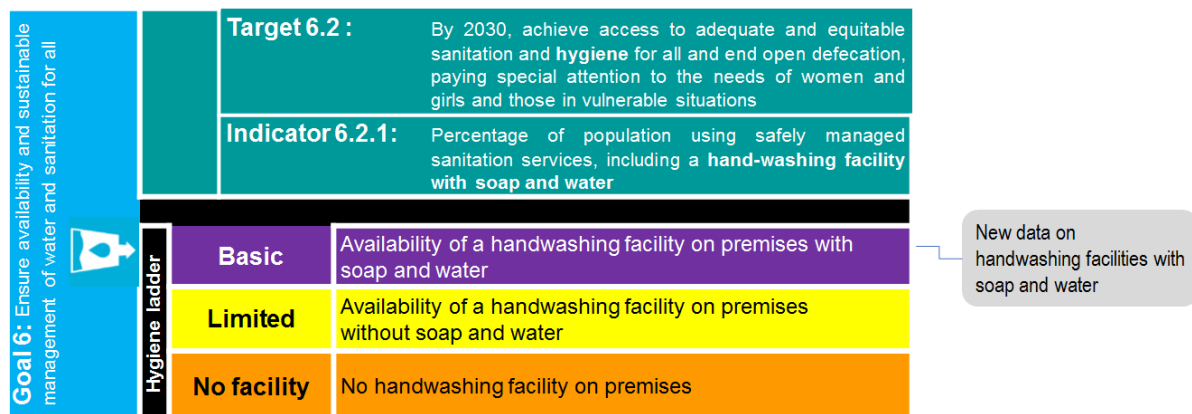 Goal 6: Ensure availability and sustainable
management of water and sanitation for all
Target 6.2 :
By 2030, achieve access to adequate and equitable
sanitation and hygiene for all and end open defecation,
paying special attention to the needs of women and
girls and those in vulnerable situations
Indicator 6.2.1:
Percentage of population using safely managed
sanitation services, including a hand-washing facility
with soap and water
Hygiene ladder
Basic
Availability of a handwashing facility on premises with
soap and water
Limited
Availability of a handwashing facility on premises
without soap and water
No facility
No handwashing facility on premises
New data on
handwashing facilities with
soap and water